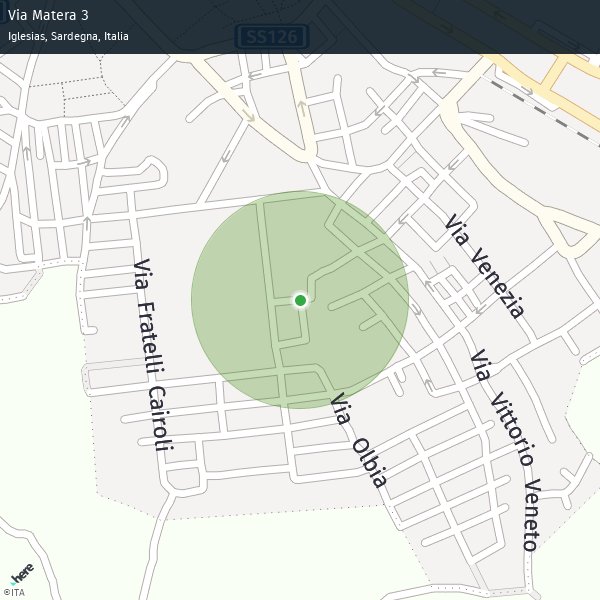 Via Matera 3
Iglesias, Sardegna, Italia
SS126
Via Venezia
Via Fratelli Cairoli
Via Vittorio Veneto
Via Olbia
here
©ITA